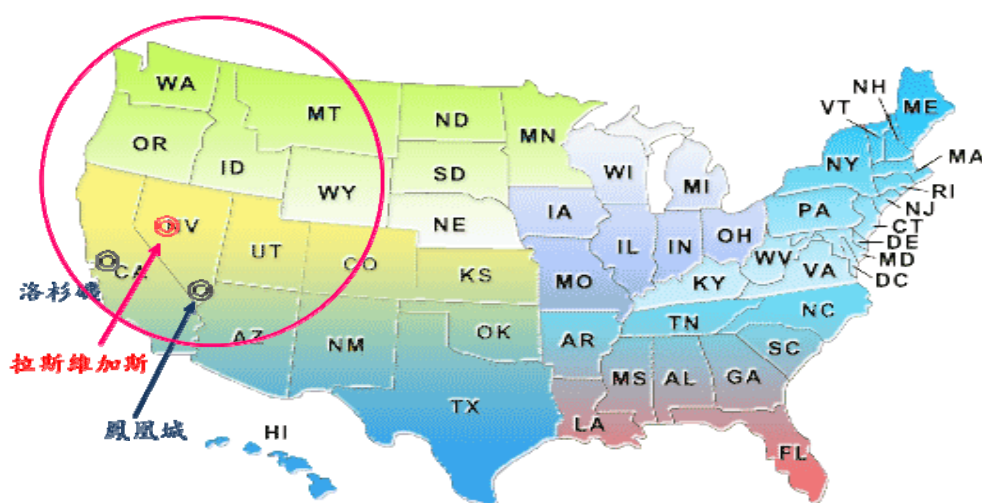 WA
MT
ND
MN
OR
ID
WY
SD
NE
WI
MI
NH
VT
ME
NY
MA
RI
NJ
CT
PA
DE
MD
DC
NV
UT
CO
KS
IA
MO
IL
IN
OH
WV
VA
KY
CA
AZ
NM
OK
TX
AR
TN
NC
SC
MS
AL
GA
LA
FL
HI
洛杉磯
拉斯維加斯
鳳凰城